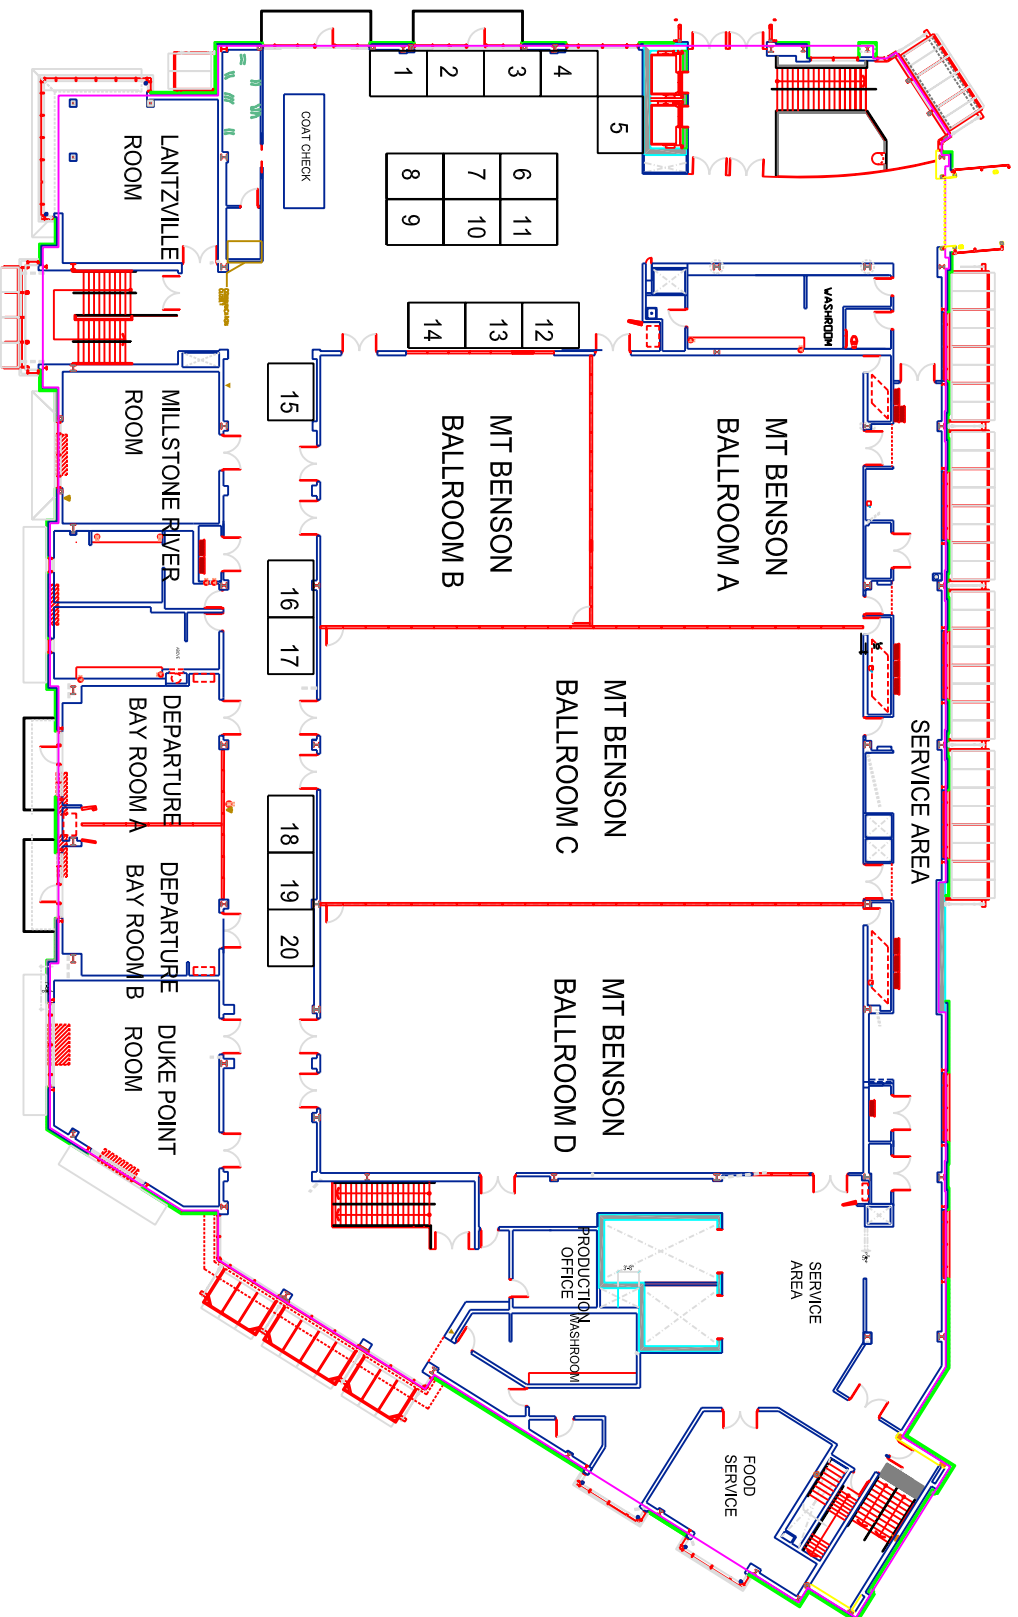 1
2
3
4
5
COAT CHECK
8
7
6
9
10
11
LANTZVILLE
ROOM
14
13
12
WASHROOM
15
MILLSTONE RIVER
ROOM
MT BENSON
BALLROOM B
MT BENSON
BALLROOM A
16
17
DEPARTURE
BAY ROOM A
MT BENSON
BALLROOM C
SERVICE AREA
18
19
20
DEPARTURE
BAY ROOM B
MT BENSON
BALLROOM D
DUKE POINT
ROOM
PRODUCTION
OFFICE
WASHROOM
SERVICE
AREA
FOOD
SERVICE